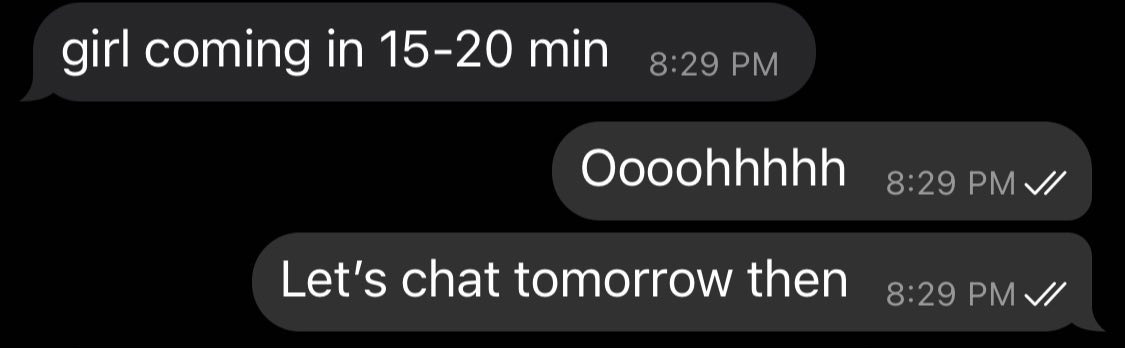 girl coming in 15-20 min 8:29 PM
Oooohhhhh 8:29 PM
Let's chat tomorrow then 8:29 PM